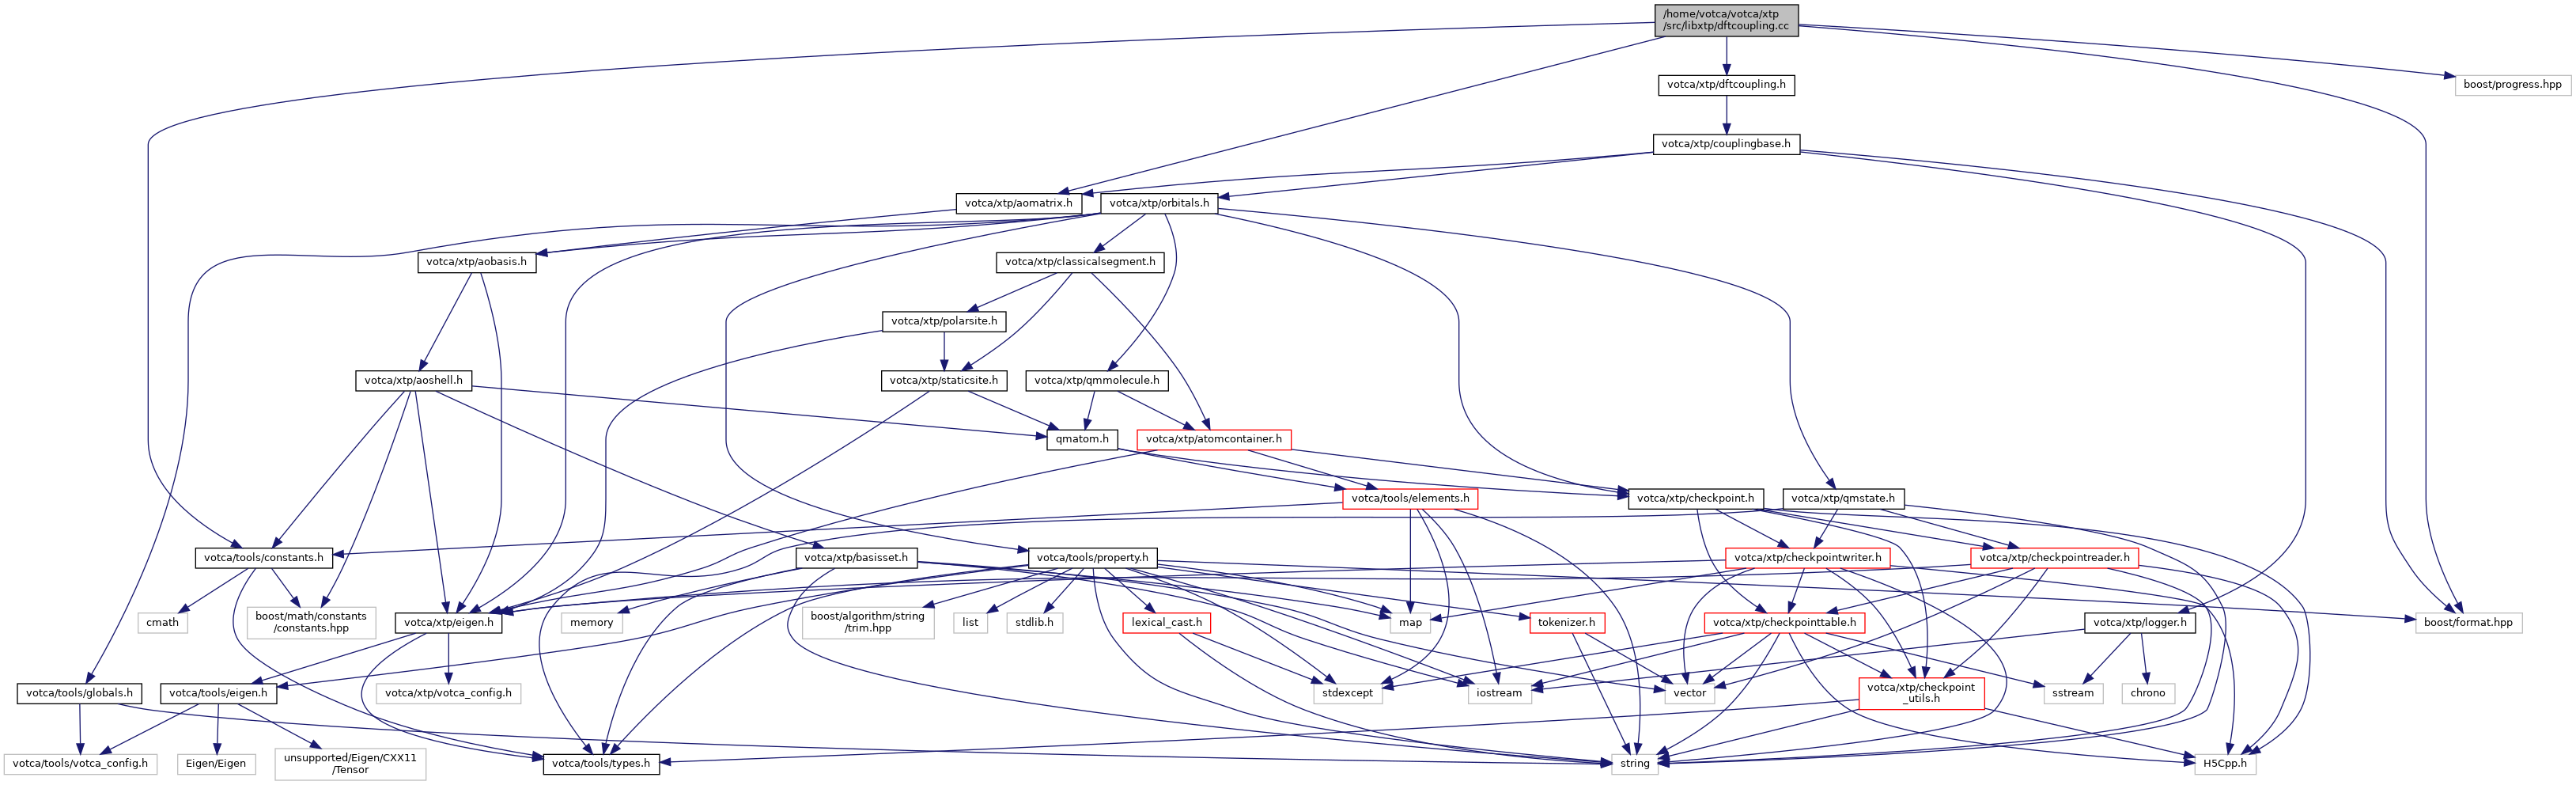 /home/votca/votca/xtp
/src/libxtp/dftcoupling.cc
votca/xtp/dftcoupling.h
boost/progress.hpp
votca/xtp/couplingbase.h
votca/xtp/aomatrix.h
votca/xtp/orbitals.h
votca/xtp/aobasis.h
votca/xtp/classicalsegment.h
votca/xtp/polarsite.h
votca/xtp/aoshell.h
votca/xtp/staticsite.h
votca/xtp/qmmolecule.h
qmatom.h
votca/xtp/atomcontainer.h
votca/tools/elements.h
votca/xtp/checkpoint.h
votca/xtp/qmstate.h
votca/tools/constants.h
votca/xtp/basisset.h
votca/tools/property.h
votca/xtp/checkpointwriter.h
votca/xtp/checkpointreader.h
cmath
boost/math/constants
/constants.hpp
votca/xtp/eigen.h
memory
boost/algorithm/string
/trim.hpp
list
stdlib.h
lexical_cast.h
map
tokenizer.h
votca/xtp/checkpointtable.h
votca/xtp/logger.h
boost/format.hpp
votca/tools/globals.h
votca/tools/eigen.h
votca/xtp/votca_config.h
stdexcept
iostream
vector
votca/xtp/checkpoint
_utils.h
sstream
chrono
votca/tools/votca_config.h
Eigen/Eigen
unsupported/Eigen/CXX11
/Tensor
votca/tools/types.h
string
H5Cpp.h